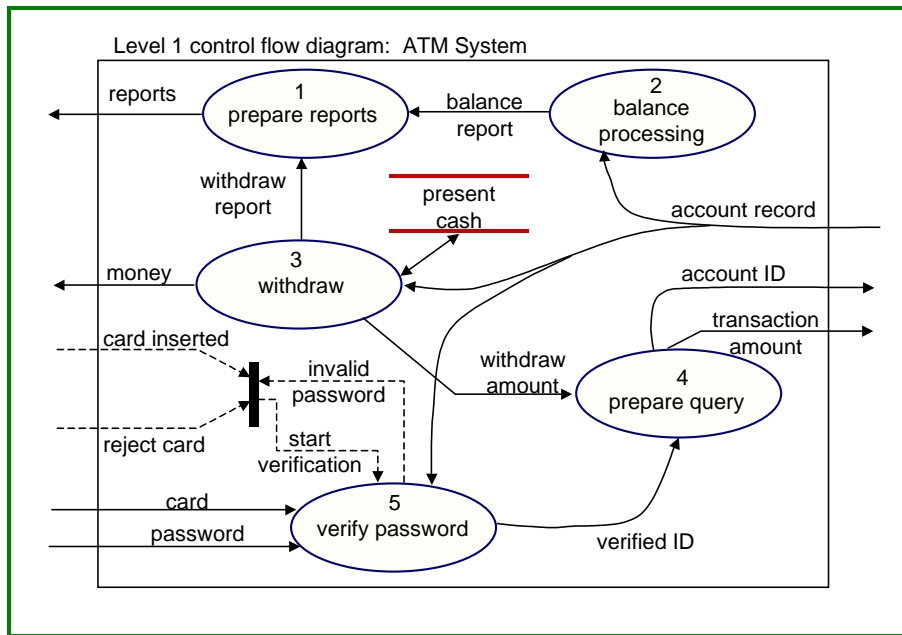 Level 1 control flow diagram: ATM System
reports
1
prepare reports
balance
report
2
balance
processing
withdraw
report
present
cash
account record
money
3
withdraw
account ID
transaction
amount
card inserted
invalid
password
withdraw
amount
4
prepare query
reject card
start
verification
card
password
5
verify password
verified ID